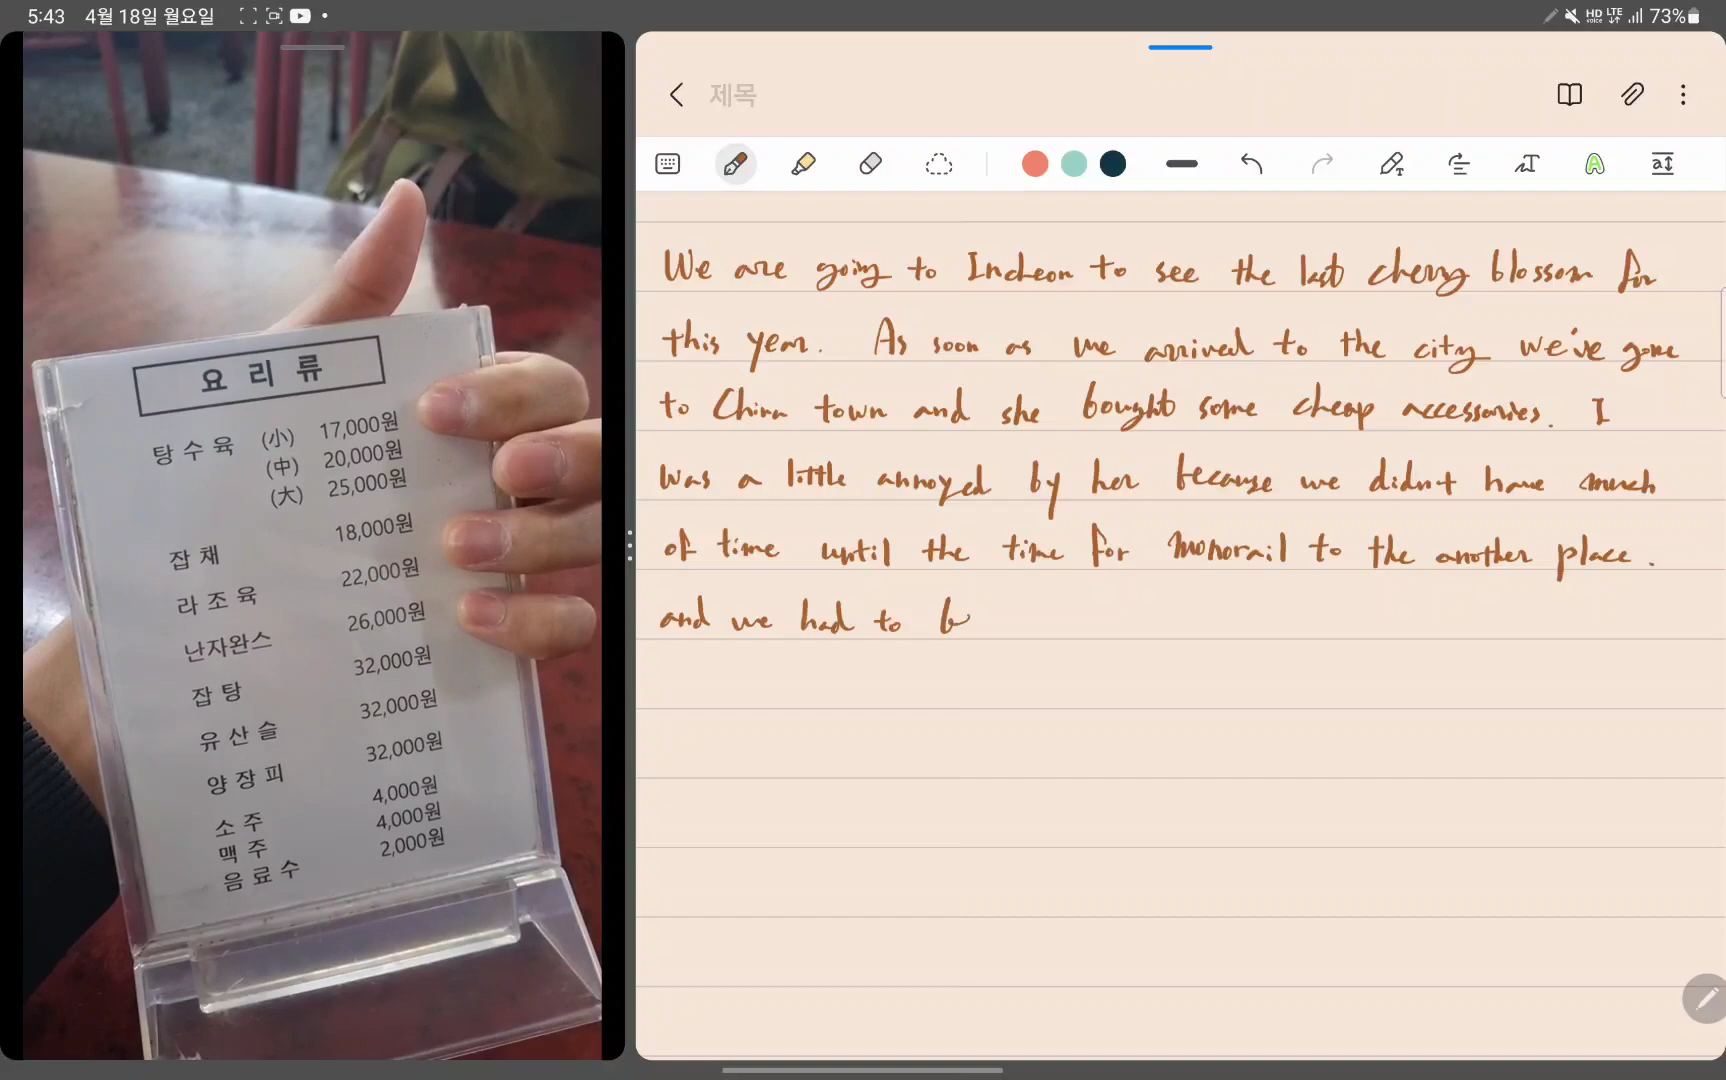 5:43 4월 18일 월요일
HD voice LTE 73%
요리류
탕수육 (小) 17,000원
(中) 20,000원
(大) 25,000원
잡채 18,000원
라조육 22,000원
난자완스 26,000원
잡탕 32,000원
유산슬 32,000원
양장피 32,000원
소주 4,000원
맥주 4,000원
음료수 2,000원
제목
We are going to Incheon to see the last cherry blossom for
this year. As soon as we arrived to the city we've gone
to China town and she bought some cheap accessories. I
was a little annoyed by her because we didn't have much
of time until the time for monorail to the another place.
and we had to b